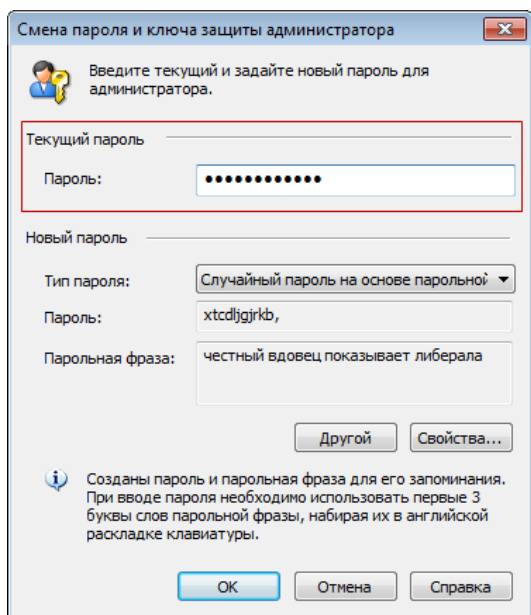 Смена пароля и ключа защиты администратора
Введите текущий и задайте новый пароль для
администратора.
Текущий пароль
Пароль: ●●●●●●●●●●●●
Новый пароль
Тип пароля: Случайный пароль на основе парольной
Пароль: xtcdljgjrkb,
Парольная фраза: честный вдовец показывает либерала
Другой Свойства...
Созданы пароль и парольная фраза для его запоминания.
При вводе пароля необходимо использовать первые 3
буквы слов парольной фразы, набирая их в английской
раскладке клавиатуры.
OK Отмена Справка